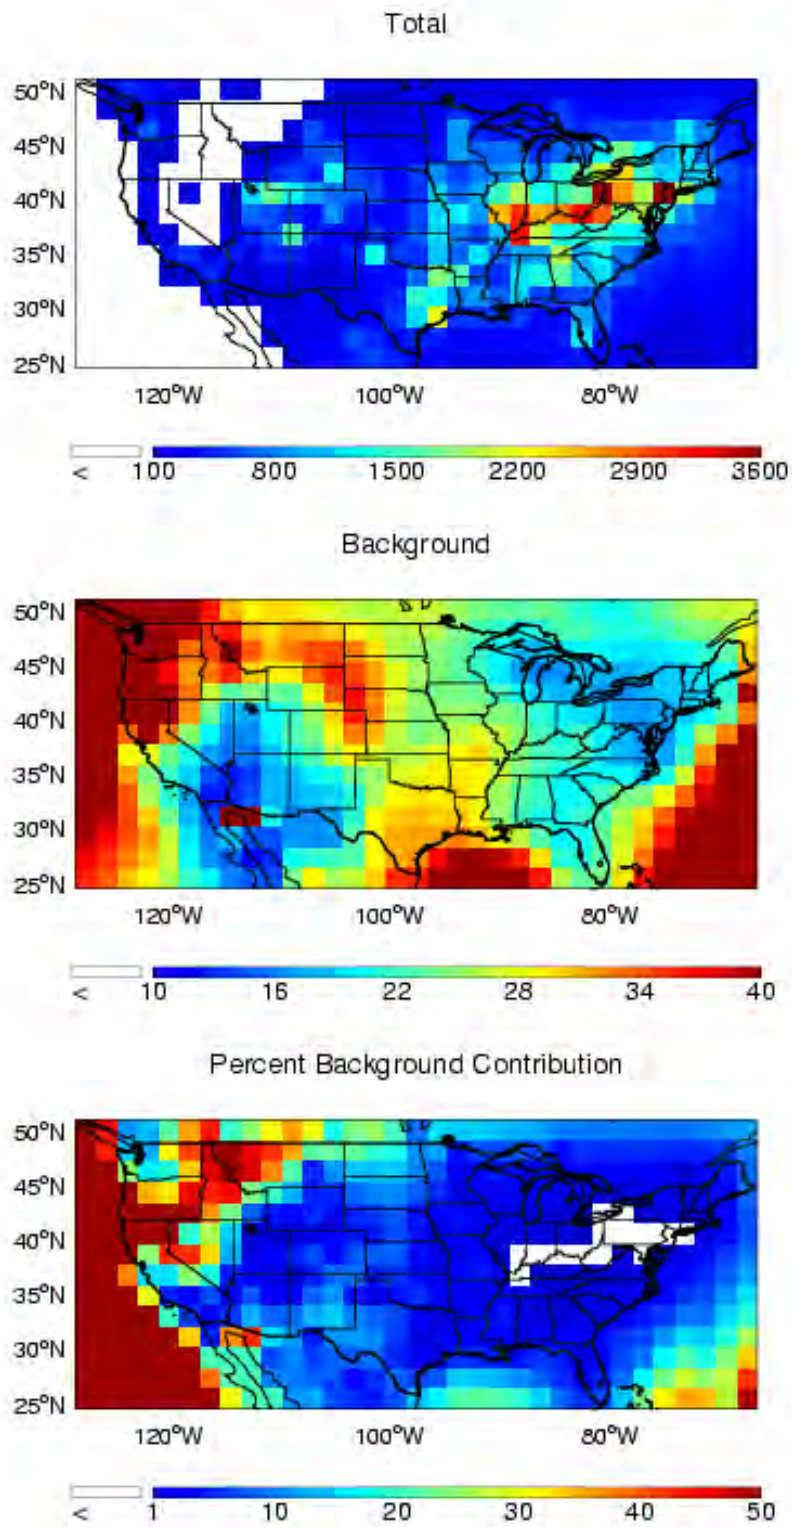 Total
50°N
45°N
40°N
35°N
30°N
25°N
120°W 100°W 80°W
< 100 800 1500 2200 2900 3600
Background
50°N
45°N
40°N
35°N
30°N
25°N
120°W 100°W 80°W
< 10 16 22 28 34 40
Percent Background Contribution
50°N
45°N
40°N
35°N
30°N
25°N
120°W 100°W 80°W
< 1 10 20 30 40 50